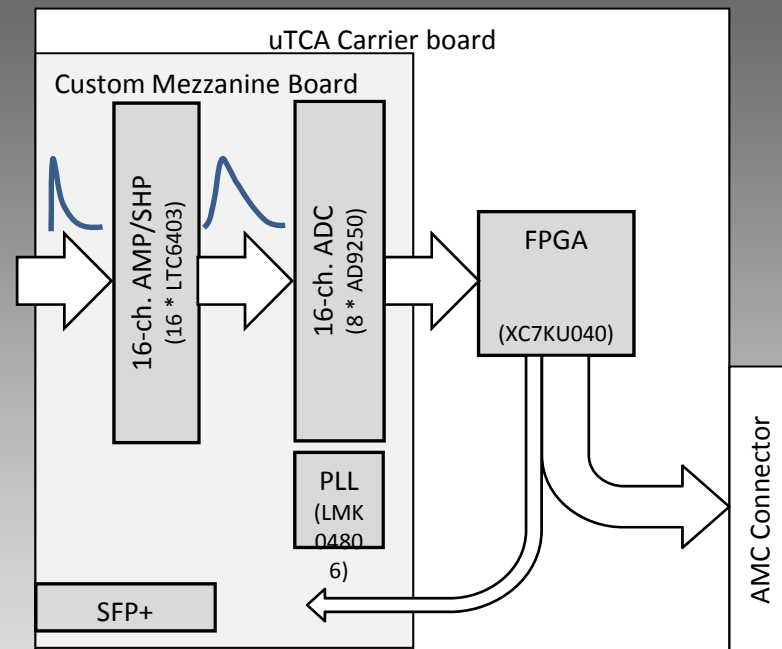 uTCA Carrier board
Custom Mezzanine Board
16-ch. AMP/SHP
(16 * LTC6403)
16-ch. ADC
(8 * AD9250)
FPGA
(XC7KU040)
PLL
(LMK
0480
6)
SFP+
AMC Connector